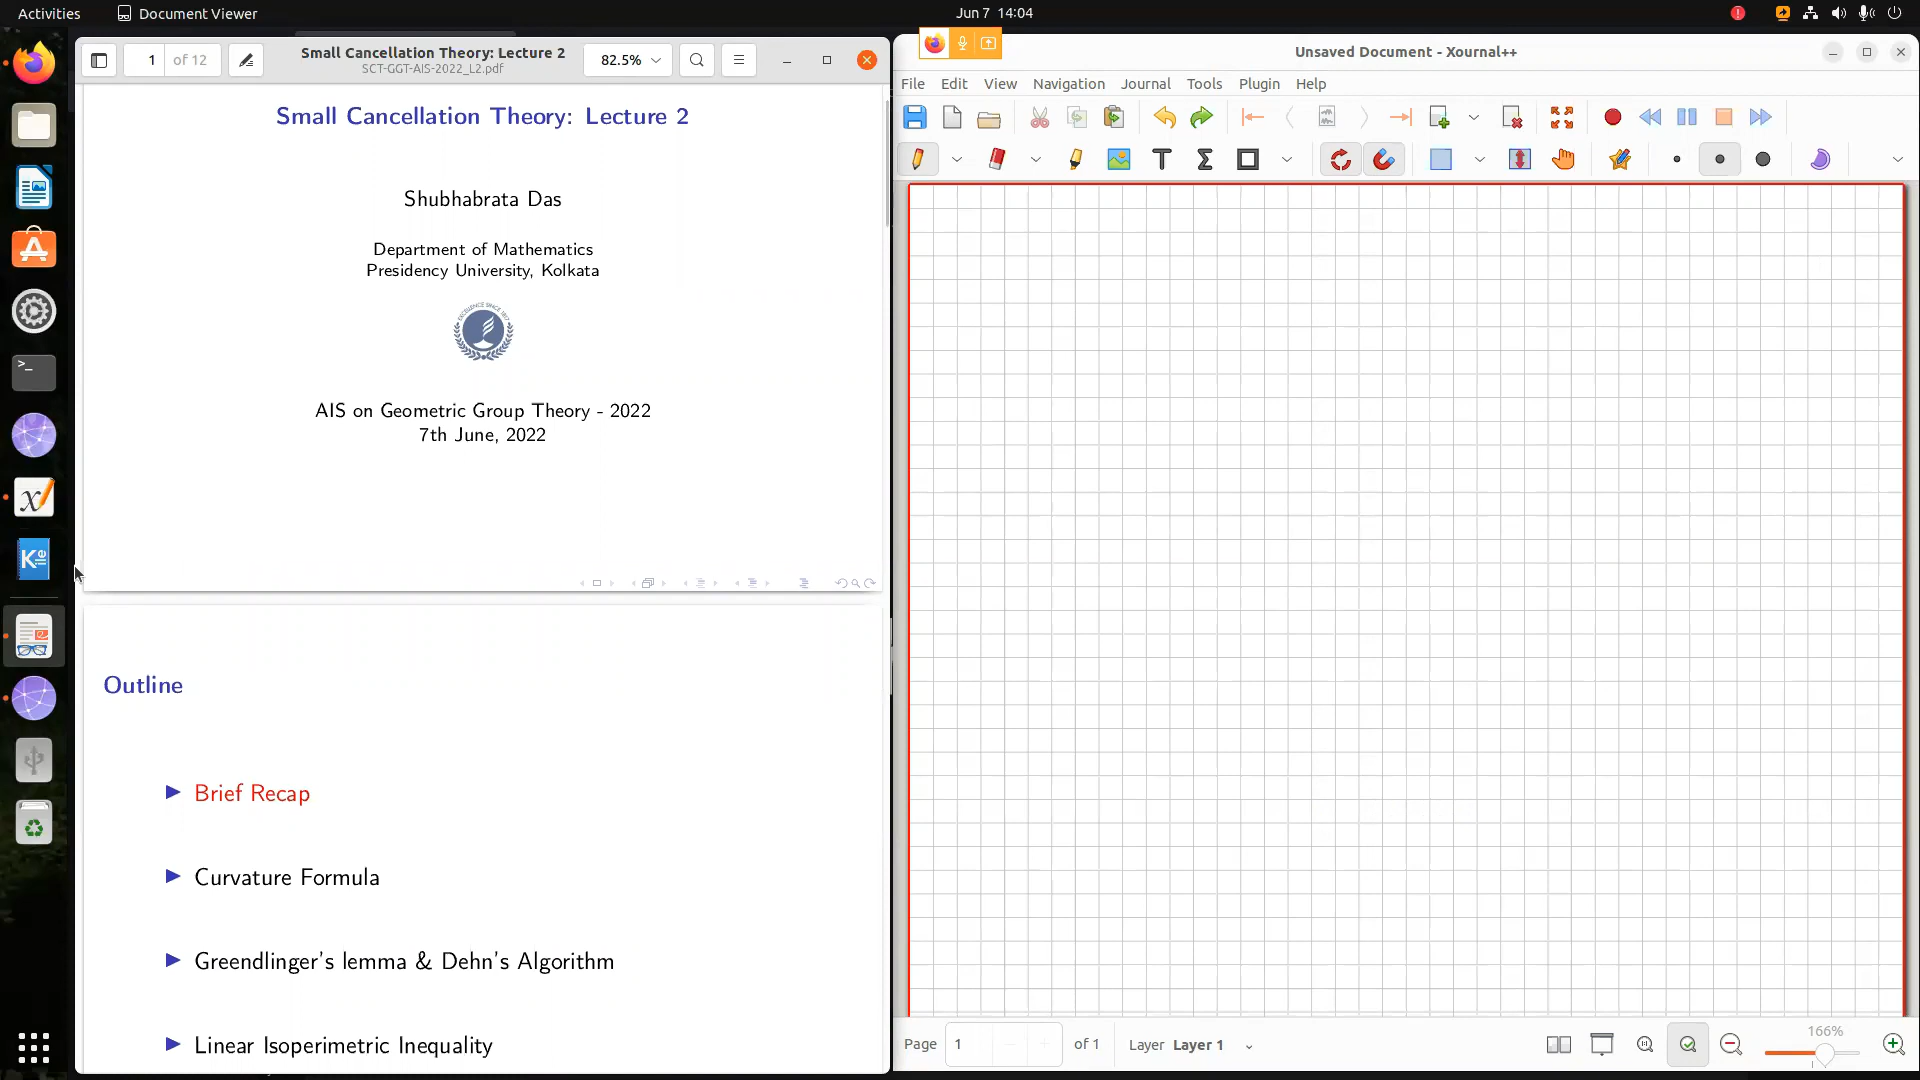 Activities
Document Viewer
Jun 7 14:04
1 of 12
Small Cancellation Theory: Lecture 2
SCT-GGT-AIS-2022_L2.pdf
82.5%
Small Cancellation Theory: Lecture 2
Shubhabrata Das
Department of Mathematics
Presidency University, Kolkata
EXCELLENCE SINCE 1817
AIS on Geometric Group Theory - 2022
7th June, 2022
Outline
Brief Recap
Curvature Formula
Greendlinger's lemma & Dehn's Algorithm
Linear Isoperimetric Inequality
Unsaved Document - Xournal++
File Edit View Navigation Journal Tools Plugin Help
Page 1 of 1 Layer Layer 1
166%